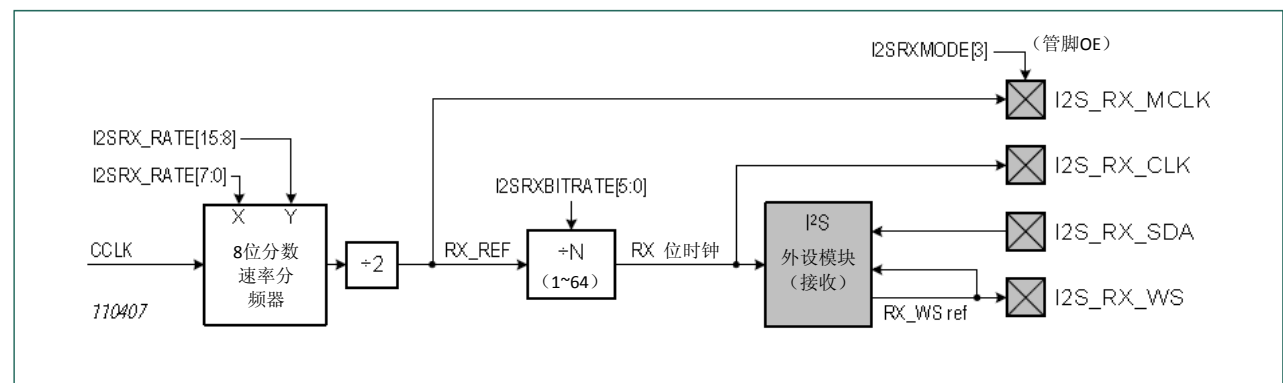 I2SRXMODE[3]
（管脚OE）
I2S_RX_MCLK
I2SRX_RATE[15:8]
I2SRX_RATE[7:0]
I2S_RX_CLK
I2SRXBITRATE[5:0]
X Y
I²S
外设模块
（接收）
I2S_RX_SDA
CCLK
8位分数
速率分
频器
÷2
RX_REF
÷N
（1~64）
RX 位时钟
I2S_RX_WS
RX_WS ref
110407